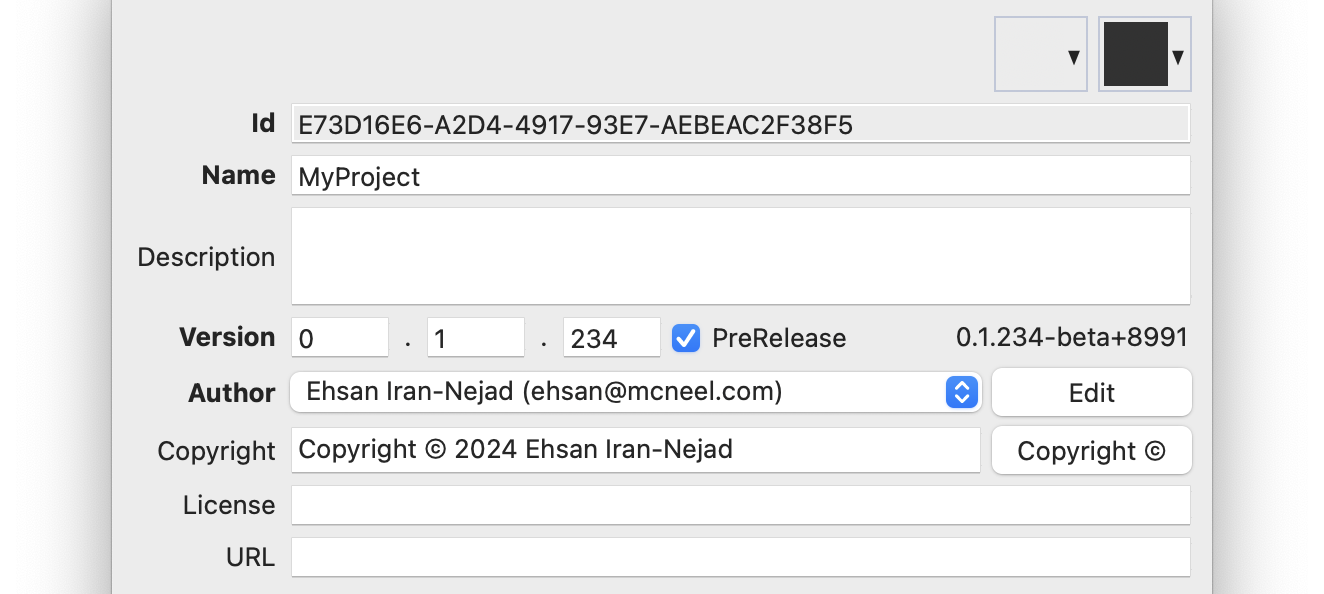 Id E73D16E6-A2D4-4917-93E7-AEBEAC2F38F5
Name MyProject
Description
Version 0 . 1 . 234 PreRelease 0.1.234-beta+8991
Author Ehsan Iran-Nejad (ehsan@mcneel.com) Edit
Copyright Copyright © 2024 Ehsan Iran-Nejad Copyright ©
License
URL